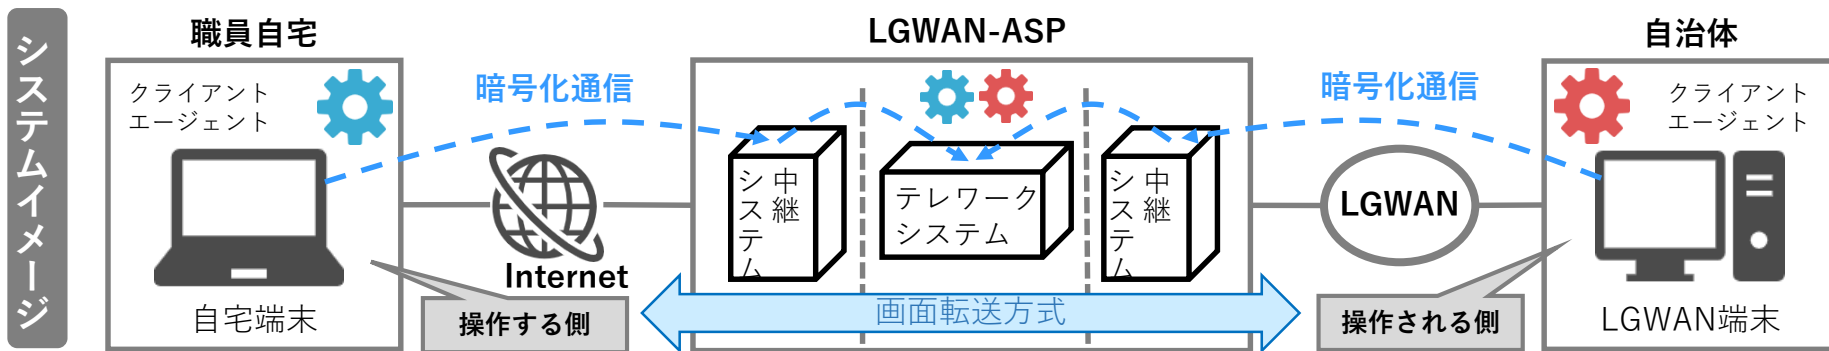 システムイメージ
職員自宅
クライアント
エージェント
自宅端末
操作する側
暗号化通信
Internet
LGWAN-ASP
中継
システム
テレワーク
システム
中継
システム
画面転送方式
暗号化通信
LGWAN
自治体
クライアント
エージェント
LGWAN端末
操作される側